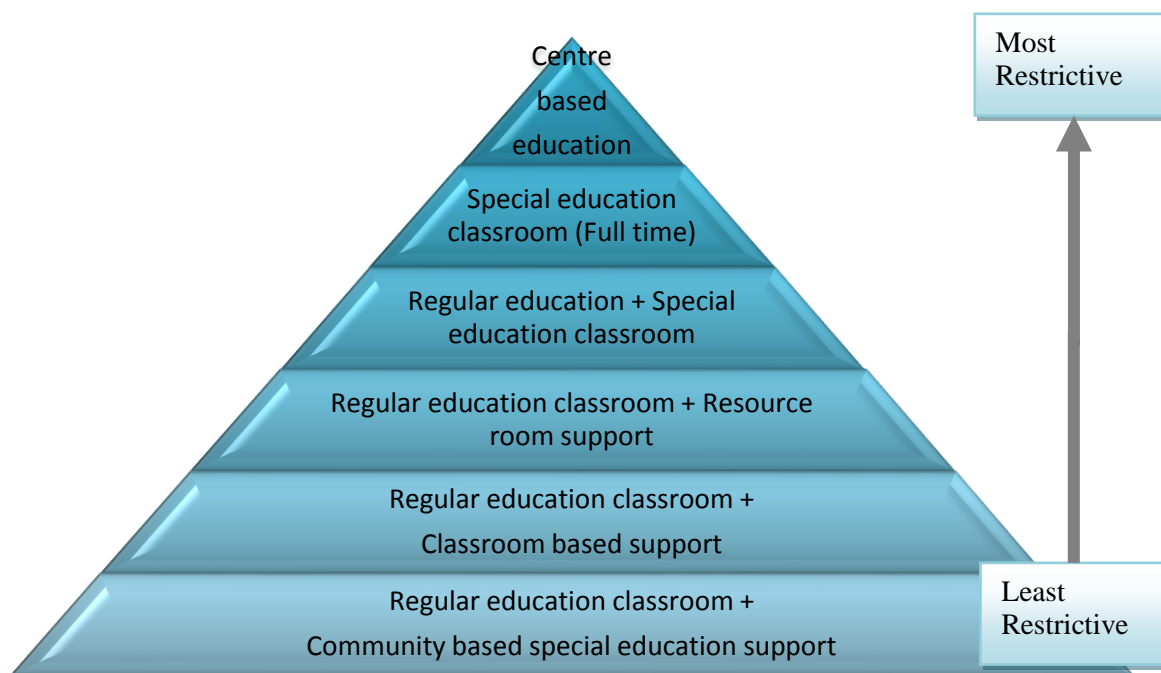 Centre
based
education
Most
Restrictive
Special education
classroom (Full time)
Regular education + Special
education classroom
Regular education classroom + Resource
room support
Regular education classroom +
Classroom based support
Regular education classroom +
Community based special education support
Least
Restrictive